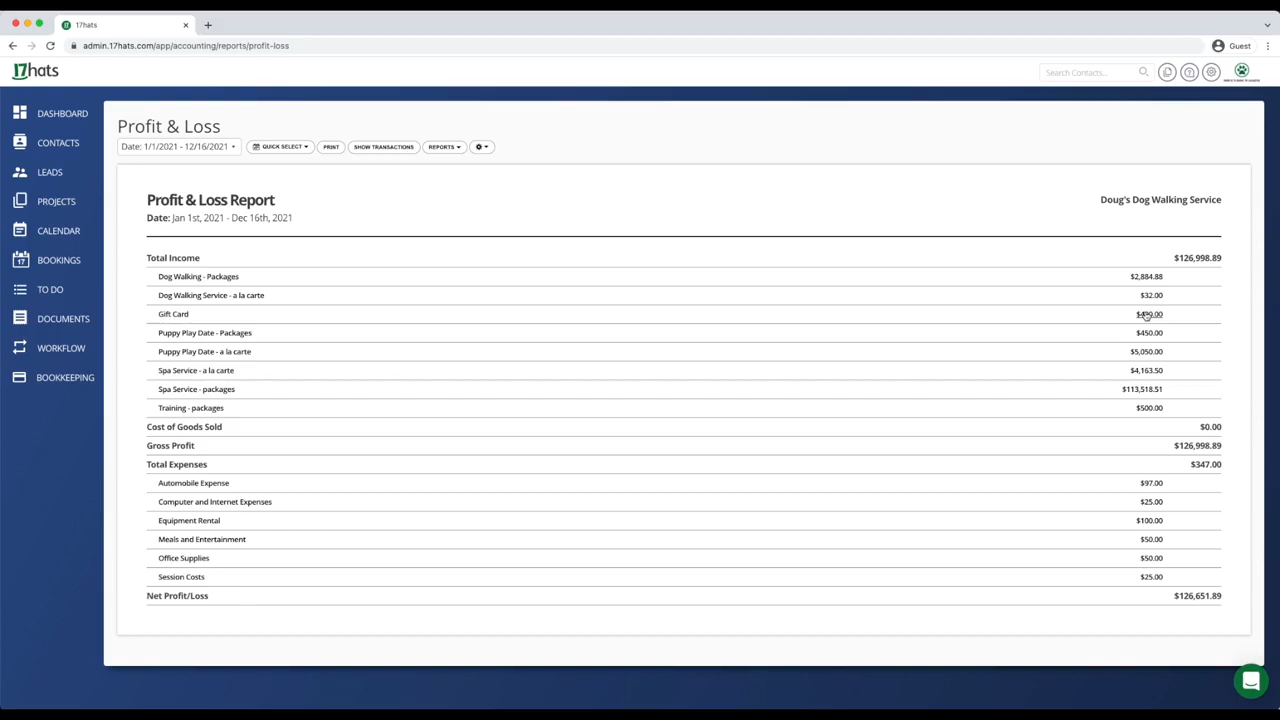 17hats
admin.17hats.com/app/accounting/reports/profit-loss
Guest
17hats
Search Contacts...
DASHBOARD
CONTACTS
LEADS
PROJECTS
CALENDAR
17 BOOKINGS
TO DO
DOCUMENTS
WORKFLOW
BOOKKEEPING
Profit & Loss
Date: 1/1/2021 - 12/16/2021
QUICK SELECT
PRINT
SHOW TRANSACTIONS
REPORTS
Profit & Loss Report
Doug's Dog Walking Service
Date: Jan 1st, 2021 - Dec 16th, 2021
Total Income $126,998.89
Dog Walking - Packages $2,884.88
Dog Walking Service - a la carte $32.00
Gift Card
Puppy Play Date - Packages $450.00
Puppy Play Date - a la carte $5,050.00
Spa Service - a la carte $4,163.50
Spa Service - packages $113,518.51
Training - packages $500.00
Cost of Goods Sold $0.00
Gross Profit $126,998.89
Total Expenses $347.00
Automobile Expense $97.00
Computer and Internet Expenses $25.00
Equipment Rental $100.00
Meals and Entertainment $50.00
Office Supplies $50.00
Session Costs $25.00
Net Profit/Loss $126,651.89